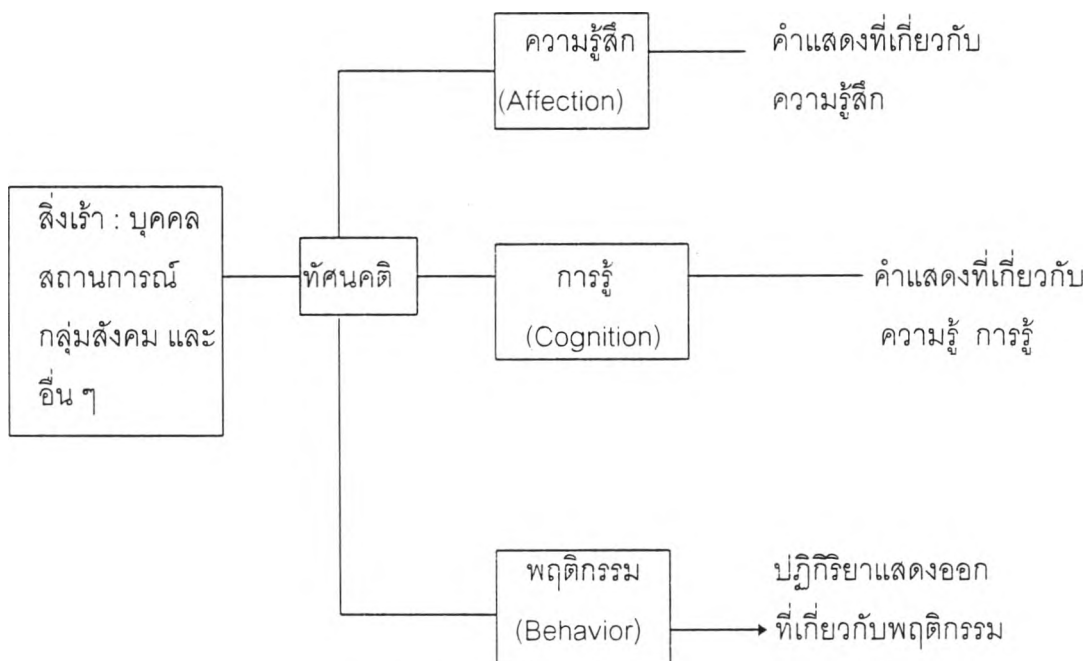 ความรู้สึก
(Affection)
คำแสดงที่เกี่ยวกับ
ความรู้สึก
สิ่งเร้า : บุคคล
สถานการณ์
กลุ่มสังคม และ
อื่น ๆ
ทัศนคติ
การรู้
(Cognition)
คำแสดงที่เกี่ยวกับ
ความรู้ การรู้
พฤติกรรม
(Behavior)
ปฏิกิริยาแสดงออก
ที่เกี่ยวกับพฤติกรรม